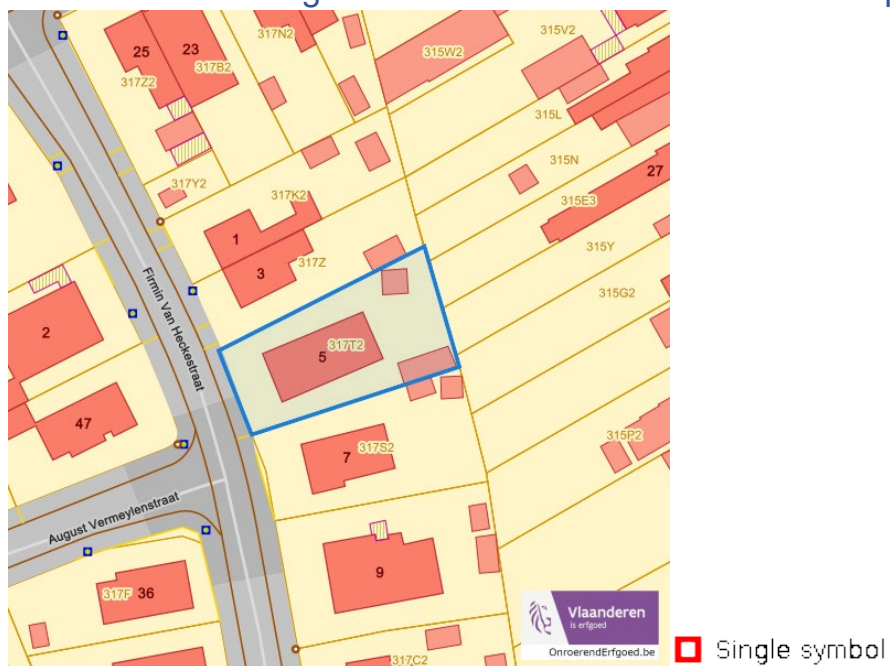 25
23
317N2
315V2
315W2
317B2
317Z2
315L
315N
27
317Y2
317K2
315E3
1
315Y
317Z
3
Firmin Van Heckestraat
315G2
2
5
317T2
47
7
317S2
315P2
August Vermeylenstraat
9
317F
36
Vlaanderen
is erfgoed
OnroerendErfgoed.be
317C2
Single symbol